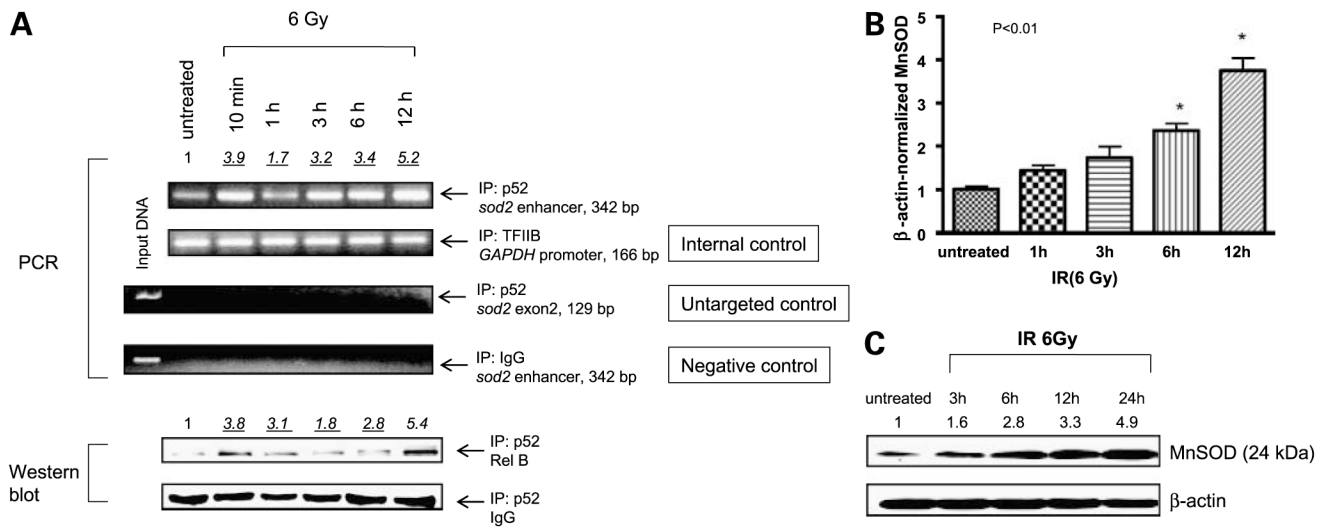 A
6 Gy
untreated
10 min
1 h
3 h
6 h
12 h
1 3.9 1.7 3.2 3.4 5.2
PCR
Input DNA
IP: p52
sod2 enhancer, 342 bp
IP: TFIIB
GAPDH promoter, 166 bp
Internal control
IP: p52
sod2 exon2, 129 bp
Untargeted control
IP: IgG
sod2 enhancer, 342 bp
Negative control
1 3.8 3.1 1.8 2.8 5.4
Western
blot
IP: p52
Rel B
IP: p52
IgG
B
β-actin-normalized MnSOD
5
4
3
2
1
0
P<0.01
*
*
untreated 1h 3h 6h 12h
IR(6 Gy)
C
IR 6Gy
untreated 3h 6h 12h 24h
1 1.6 2.8 3.3 4.9
MnSOD (24 kDa)
β-actin